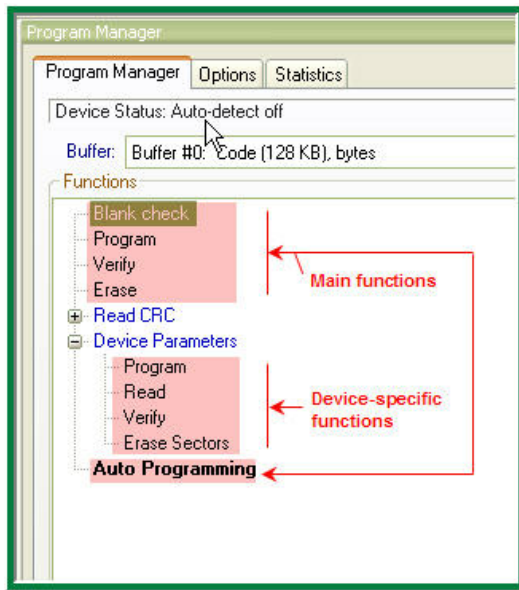 Program Manager
Program Manager Options Statistics
Device Status: Auto-detect off
Buffer: Buffer #0: Code (128 KB), bytes
Functions
Blank check
Program
Verify
Erase
Main functions
Read CRC
Device Parameters
Program
Read
Verify
Erase Sectors
Device-specific
functions
Auto Programming